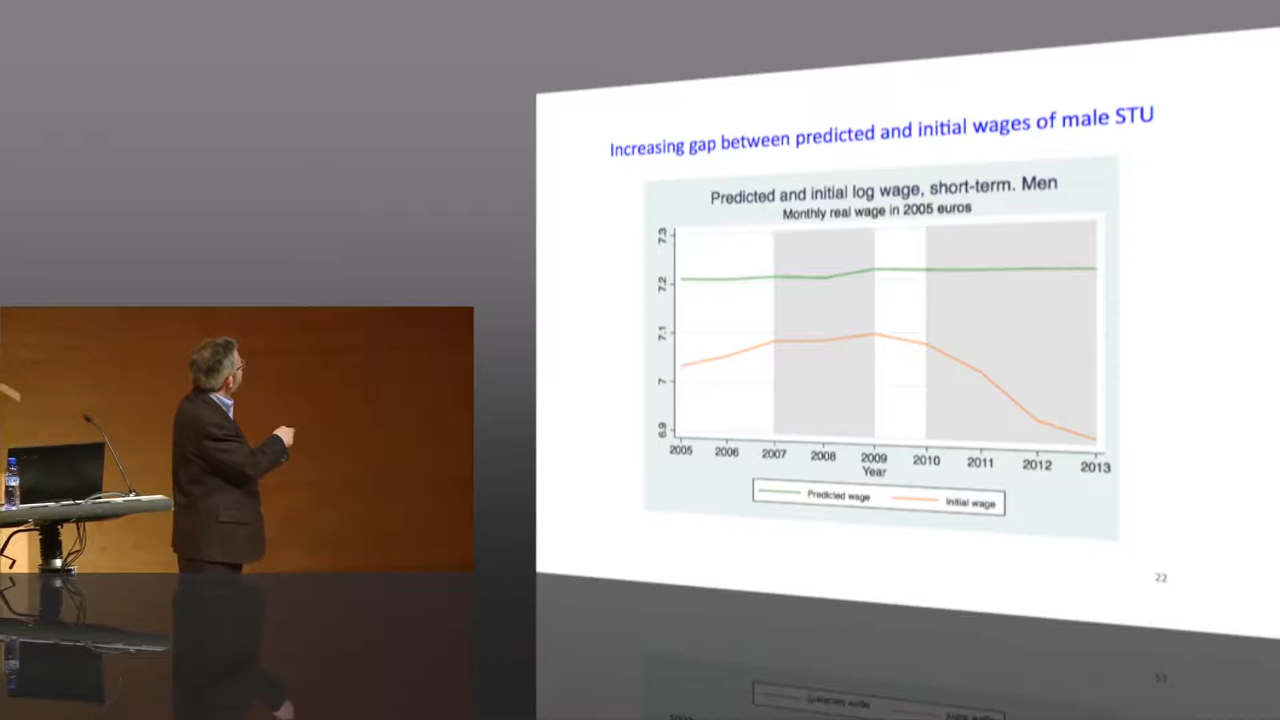 Increasing gap between predicted and initial wages of male STU
Predicted and initial log wage, short-term. Men
Monthly real wage in 2005 euros
7.3
7.2
7.1
7
6.9
2005 2006 2007 2008 2009 2010 2011 2012 2013
Year
Predicted wage Initial wage
22